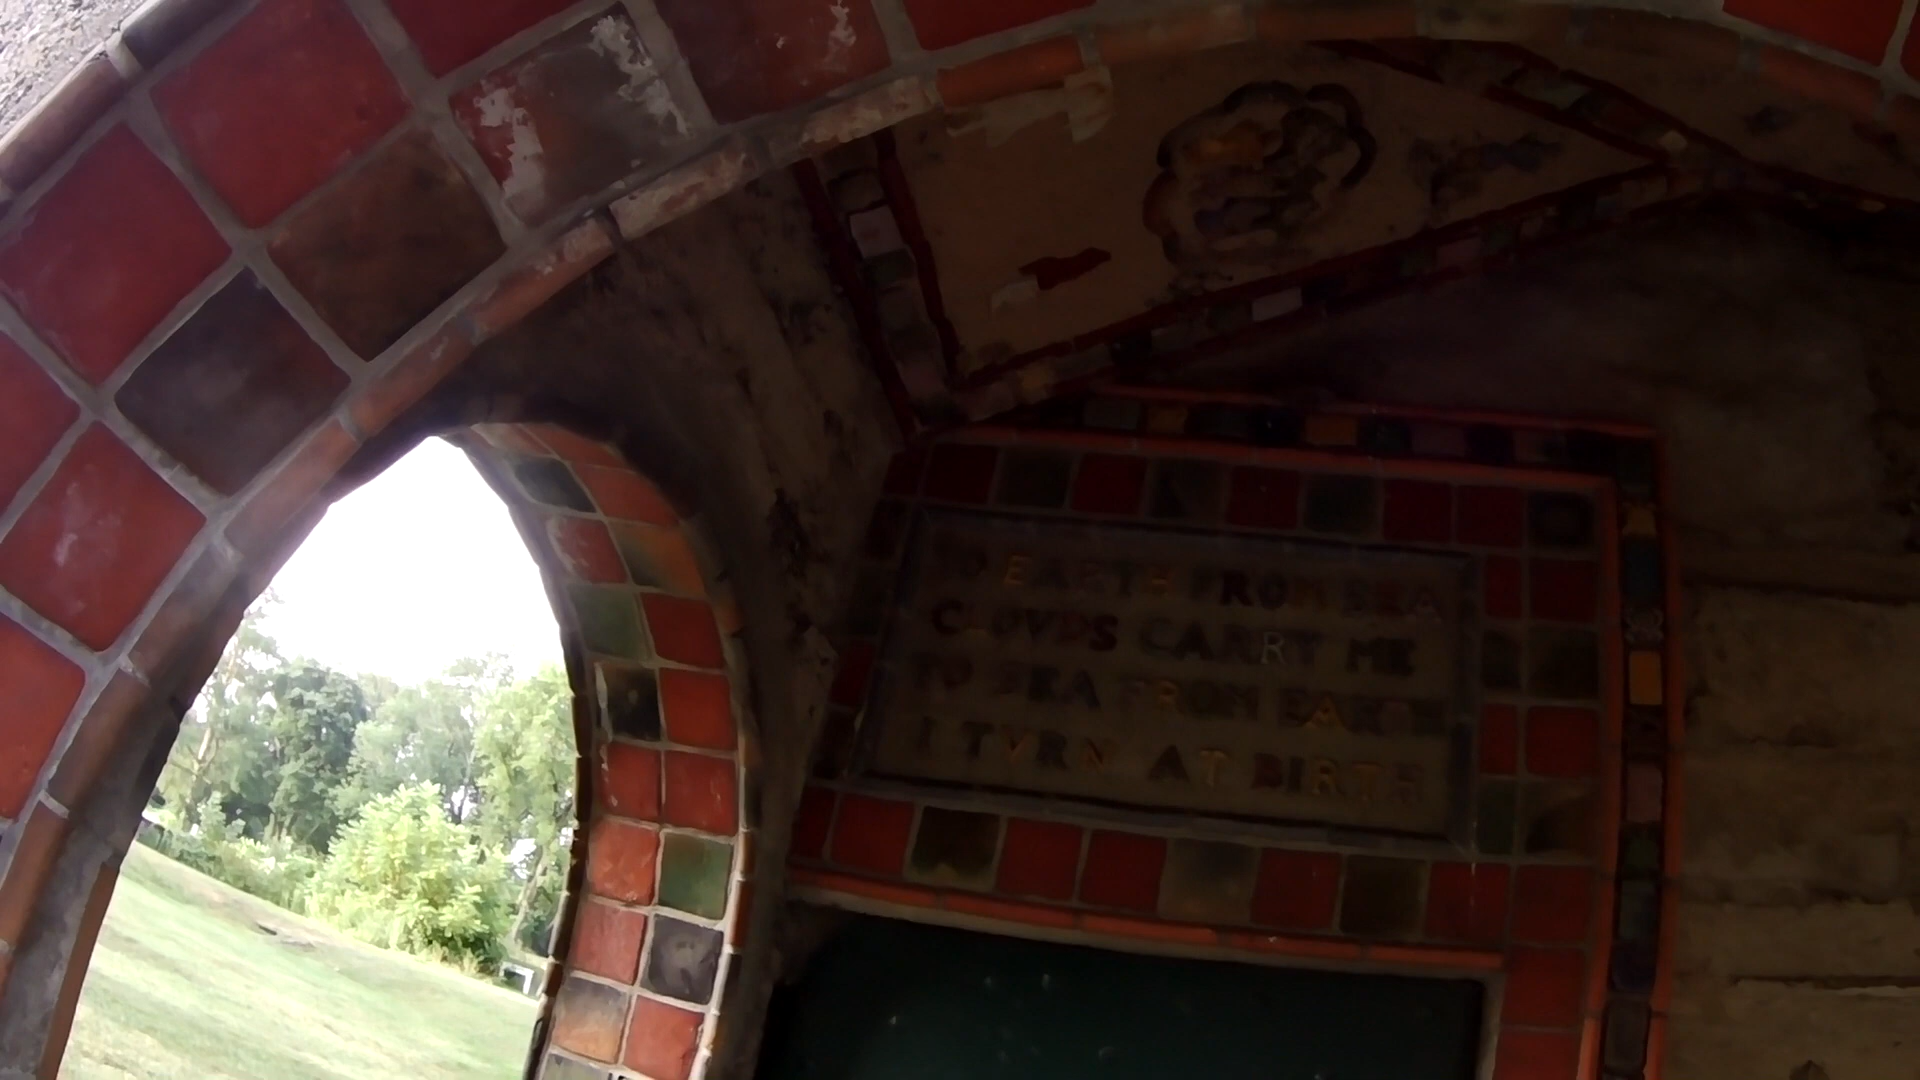 TO EARTH FROM SEA
CLOVDS CARRY ME
TO SEA FROM EARTH
I TVRN AT BIRTH